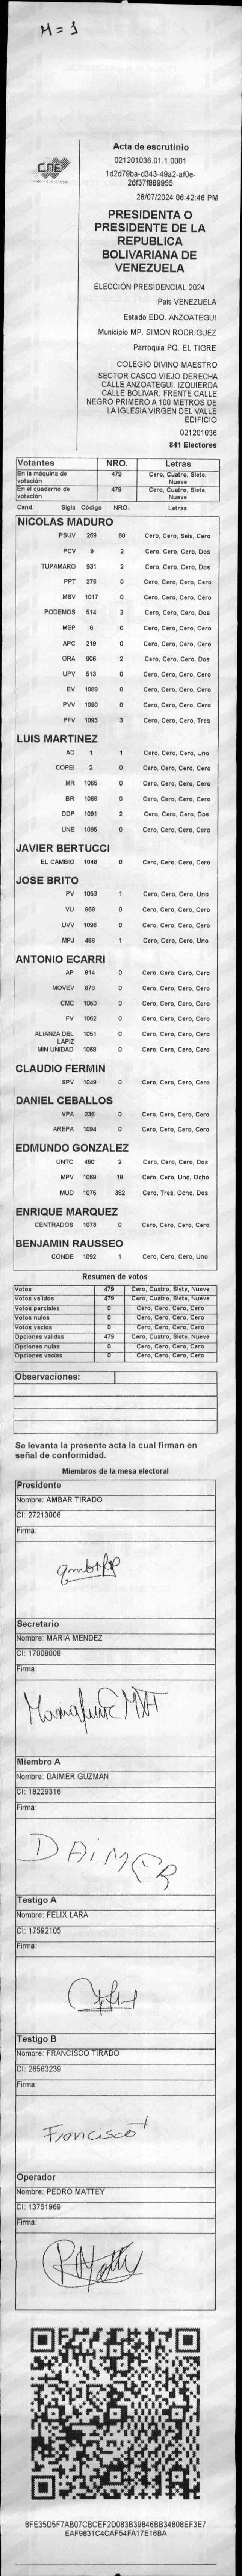 M = 1
Acta de escrutinio
021201036.01.1.0001
1d2d79ba-d343-49a2-af0e-
26f37f889955
28/07/2024 06:42:46 PM
CNE
PRESIDENTA O
PRESIDENTE DE LA
REPUBLICA
BOLIVARIANA DE
VENEZUELA
ELECCIÓN PRESIDENCIAL 2024
Pais VENEZUELA
Estado EDO. ANZOATEGUI
Municipio MP. SIMON RODRIGUEZ
Parroquia PQ. EL TIGRE
COLEGIO DIVINO MAESTRO
SECTOR CASCO VIEJO DERECHA
CALLE ANZOATEGUI. IZQUIERDA
CALLE BOLIVAR. FRENTE CALLE
NEGRO PRIMERO A 100 METROS DE
LA IGLESIA VIRGEN DEL VALLE
EDIFICIO
021201036
841 Electores
Votantes NRO. Letras
En la máquina de votación 479 Cero, Cuatro, Siete, Nueve
En el cuaderno de votación 479 Cero, Cuatro, Siete, Nueve
Cand. Sigla Código NRO. Letras
NICOLAS MADURO
PSUV 269 60 Cero, Cero, Seis, Cero
PCV 9 2 Cero, Cero, Cero, Dos
TUPAMARO 931 2 Cero, Cero, Cero, Dos
PPT 276 0 Cero, Cero, Cero, Cero
MSV 1017 0 Cero, Cero, Cero, Cero
PODEMOS 514 2 Cero, Cero, Cero, Dos
MEP 6 0 Cero, Cero, Cero, Cero
APC 219 0 Cero, Cero, Cero, Cero
ORA 906 2 Cero, Cero, Cero, Dos
UPV 513 0 Cero, Cero, Cero, Cero
EV 1089 0 Cero, Cero, Cero, Cero
PVV 1090 0 Cero, Cero, Cero, Cero
PFV 1093 3 Cero, Cero, Cero, Tres
LUIS MARTINEZ
AD 1 1 Cero, Cero, Cero, Uno
COPEI 2 0 Cero, Cero, Cero, Cero
MR 1065 0 Cero, Cero, Cero, Cero
BR 1066 0 Cero, Cero, Cero, Cero
DDP 1091 2 Cero, Cero, Cero, Dos
UNE 1095 0 Cero, Cero, Cero, Cero
JAVIER BERTUCCI
EL CAMBIO 1048 0 Cero, Cero, Cero, Cero
JOSE BRITO
PV 1053 1 Cero, Cero, Cero, Uno
VU 868 0 Cero, Cero, Cero, Cero
UVV 1096 0 Cero, Cero, Cero, Cero
MPJ 458 1 Cero, Cero, Cero, Uno
ANTONIO ECARRI
AP 814 0 Cero, Cero, Cero, Cero
MOVEV 878 0 Cero, Cero, Cero, Cero
CMC 1050 0 Cero, Cero, Cero, Cero
FV 1062 0 Cero, Cero, Cero, Cero
ALIANZA DEL LAPIZ 1051 0 Cero, Cero, Cero, Cero
MIN UNIDAD 1068 0 Cero, Cero, Cero, Cero
CLAUDIO FERMIN
SPV 1049 0 Cero, Cero, Cero, Cero
DANIEL CEBALLOS
VPA 236 0 Cero, Cero, Cero, Cero
AREPA 1094 0 Cero, Cero, Cero, Cero
EDMUNDO GONZALEZ
UNTC 460 2 Cero, Cero, Cero, Dos
MPV 1069 18 Cero, Cero, Uno, Ocho
MUD 1075 382 Cero, Tres, Ocho, Dos
ENRIQUE MARQUEZ
CENTRADOS 1073 0 Cero, Cero, Cero, Cero
BENJAMIN RAUSSEO
CONDE 1092 1 Cero, Cero, Cero, Uno
Resumen de votos
Votos 479 Cero, Cuatro, Siete, Nueve
Votos validos 479 Cero, Cuatro, Siete, Nueve
Votos parciales 0 Cero, Cero, Cero, Cero
Votos nulos 0 Cero, Cero, Cero, Cero
Votos vacios 0 Cero, Cero, Cero, Cero
Opciones validas 479 Cero, Cuatro, Siete, Nueve
Opciones nulas 0 Cero, Cero, Cero, Cero
Opciones vacias 0 Cero, Cero, Cero, Cero
Observaciones:
Se levanta la presente acta la cual firman en
señal de conformidad.
Miembros de la mesa electoral
Presidente
Nombre: AMBAR TIRADO
CI: 27213006
Firma:
Secretario
Nombre: MARIA MENDEZ
CI: 17008008
Firma:
Miembro A
Nombre: DAIMER GUZMAN
CI: 18229316
Firma:
DAiMER
Testigo A
Nombre: FELIX LARA
CI: 17592105
Firma:
Testigo B
Nombre: FRANCISCO TIRADO
CI: 26563239
Firma:
Francisco T
Operador
Nombre: PEDRO MATTEY
CI: 13751969
Firma:
8FE35D5F7AB07CBCEF2D083B39846BB34808EF3E7
EAF9831C4CAF54FA17E16BA